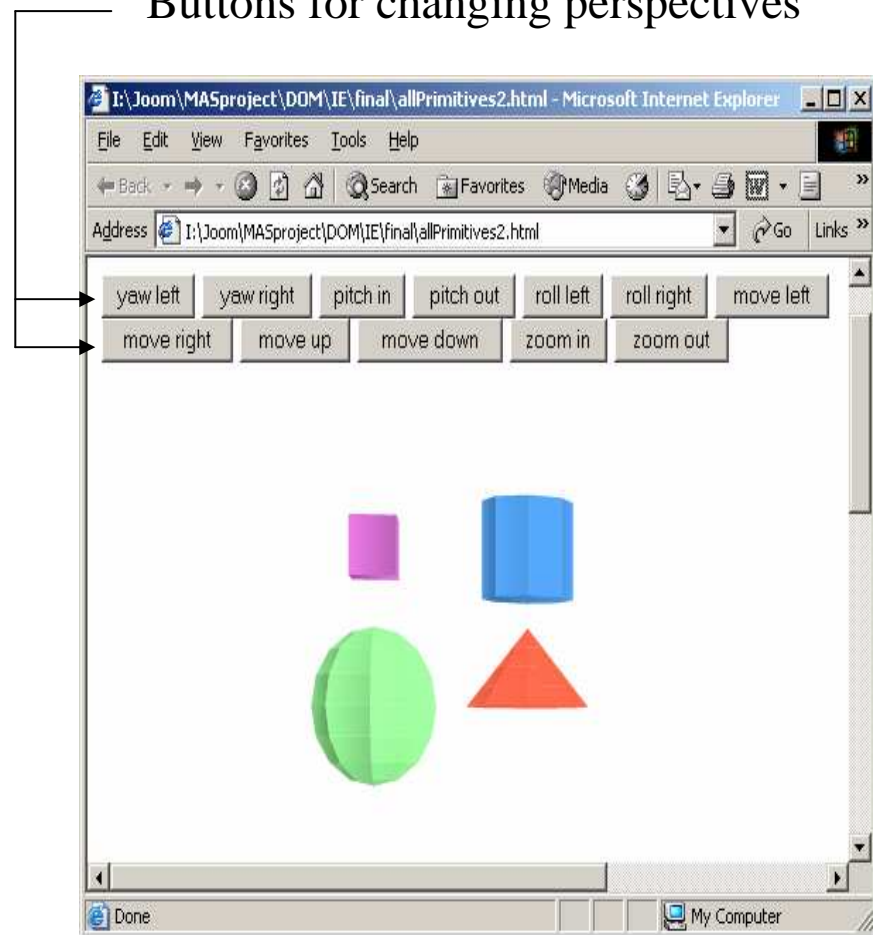 Buttons for changing perspectives
I:\Joom\MASproject\DOM\IE\final\allPrimitives2.html - Microsoft Internet Explorer
File Edit View Favorites Tools Help
Back Search Favorites Media
Address I:\Joom\MASproject\DOM\IE\final\allPrimitives2.html Go Links »
yaw left yaw right pitch in pitch out roll left roll right move left
move right move up move down zoom in zoom out
Done My Computer